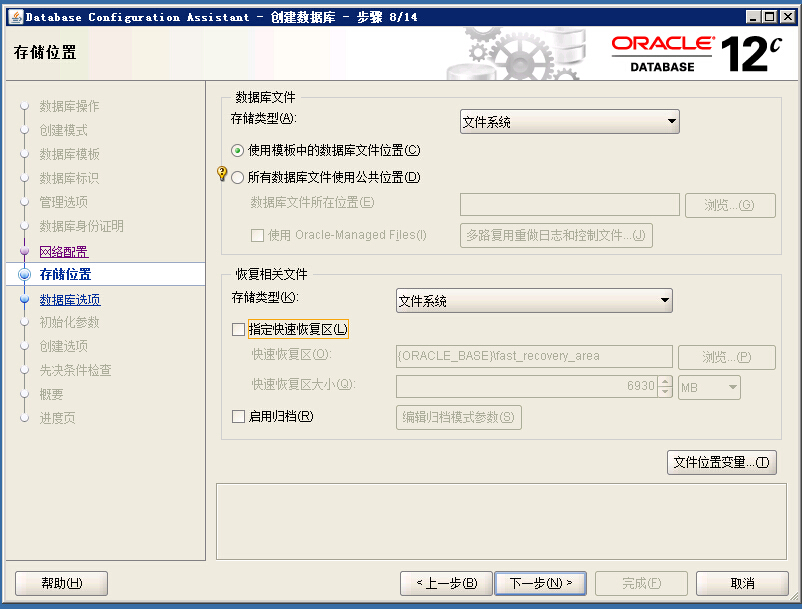 Database Configuration Assistant - 创建数据库 - 步骤 8/14
存储位置
ORACLE
DATABASE
12c
数据库操作
创建模式
数据库模板
数据库标识
管理选项
数据库身份证明
网络配置
存储位置
数据库选项
初始化参数
创建选项
先决条件检查
概要
进度页
数据库文件
存储类型(A):
文件系统
使用模板中的数据库文件位置(C)
所有数据库文件使用公共位置(D)
数据库文件所在位置(E)
浏览...(G)
使用 Oracle-Managed Files(I)
多路复用重做日志和控制文件...(J)
恢复相关文件
存储类型(K):
文件系统
指定快速恢复区(L)
快速恢复区(O):
{ORACLE_BASE}\fast_recovery_area
浏览...(P)
快速恢复区大小(Q):
6930
MB
启用归档(R)
编辑归档模式参数(S)
文件位置变量...(T)
帮助(H)
< 上一步(B)
下一步(N) >
完成(F)
取消